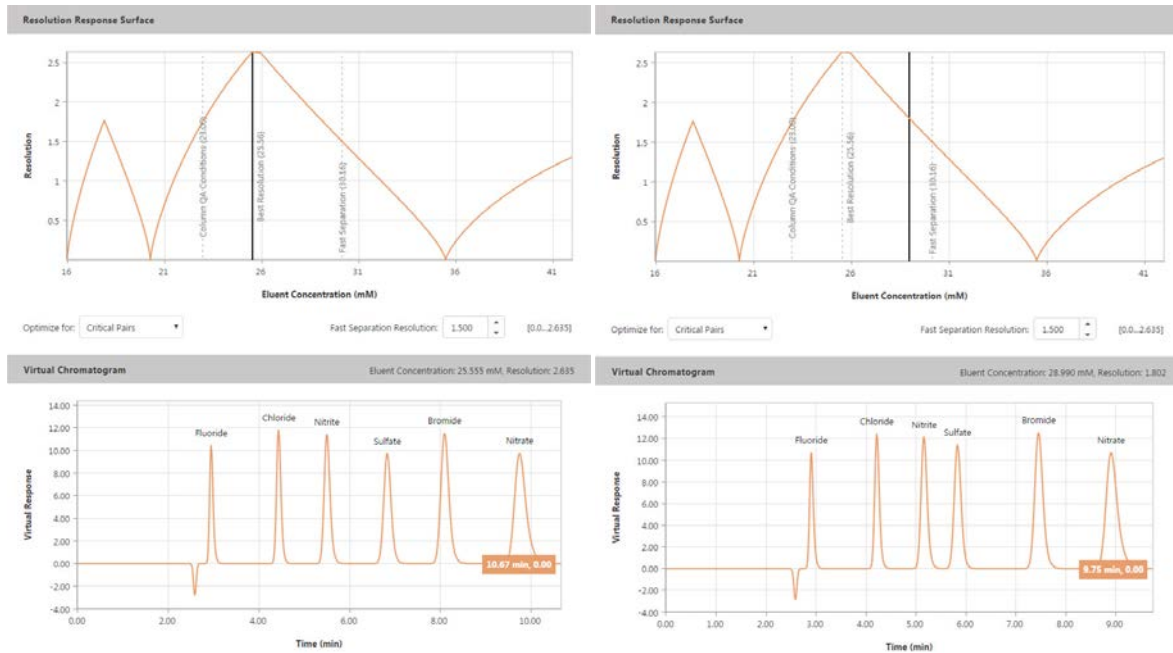 Resolution Response Surface
2.5
2
1.5
1
0.5
Resolution
Column QA Conditions (23.00)
Best Resolution (25.56)
Fast Separation (30.16)
16 21 26 31 36 41
Eluent Concentration (mM)
Optimize for: Critical Pairs
Fast Separation Resolution: 1.500 [0.0...2.635]
Virtual Chromatogram
Eluent Concentration: 25.555 mM, Resolution: 2.635
14.00
12.00
10.00
8.00
6.00
4.00
2.00
0.00
-2.00
-4.00
Virtual Response
Fluoride
Chloride
Nitrite
Sulfate
Bromide
Nitrate
10.67 min, 0.00
0.00 2.00 4.00 6.00 8.00 10.00
Time (min)
Resolution Response Surface
2.5
2
1.5
1
0.5
Resolution
Column QA Conditions (23.00)
Best Resolution (25.56)
Fast Separation (30.16)
16 21 26 31 36 41
Eluent Concentration (mM)
Optimize for: Critical Pairs
Fast Separation Resolution: 1.500 [0.0...2.635]
Virtual Chromatogram
Eluent Concentration: 28.990 mM, Resolution: 1.802
14.00
12.00
10.00
8.00
6.00
4.00
2.00
0.00
-2.00
-4.00
Virtual Response
Fluoride
Chloride
Nitrite
Sulfate
Bromide
Nitrate
9.75 min, 0.00
0.00 1.00 2.00 3.00 4.00 5.00 6.00 7.00 8.00 9.00
Time (min)